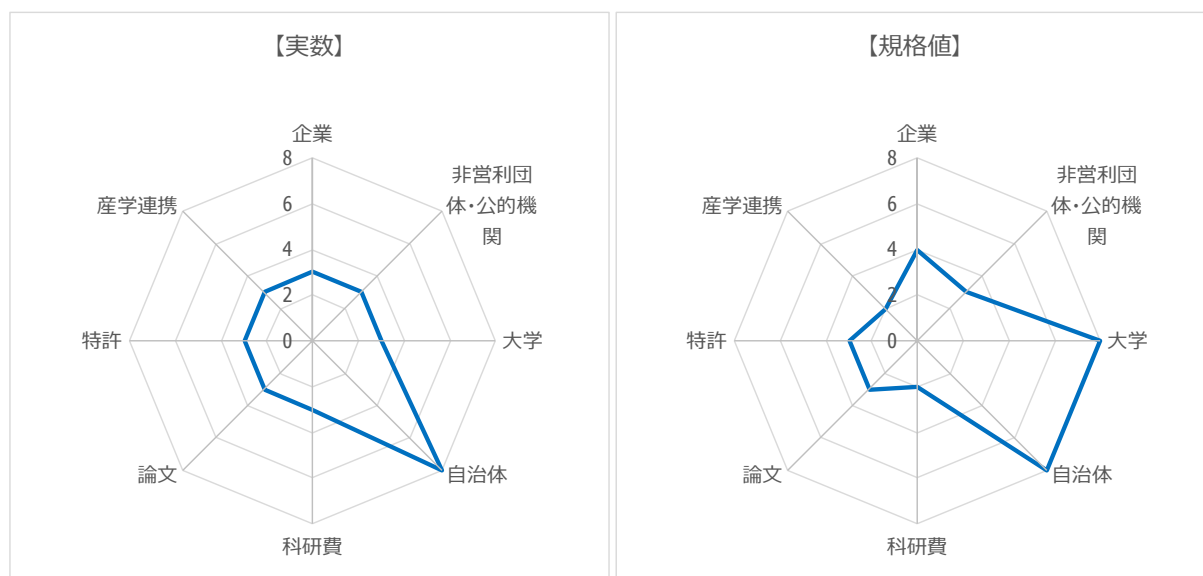 【実数】
企業
非営利団
体・公的機
関
大学
自治体
科研費
論文
特許
産学連携
8
6
4
2
0
【規格値】
企業
非営利団
体・公的機
関
大学
自治体
科研費
論文
特許
産学連携
8
6
4
2
0